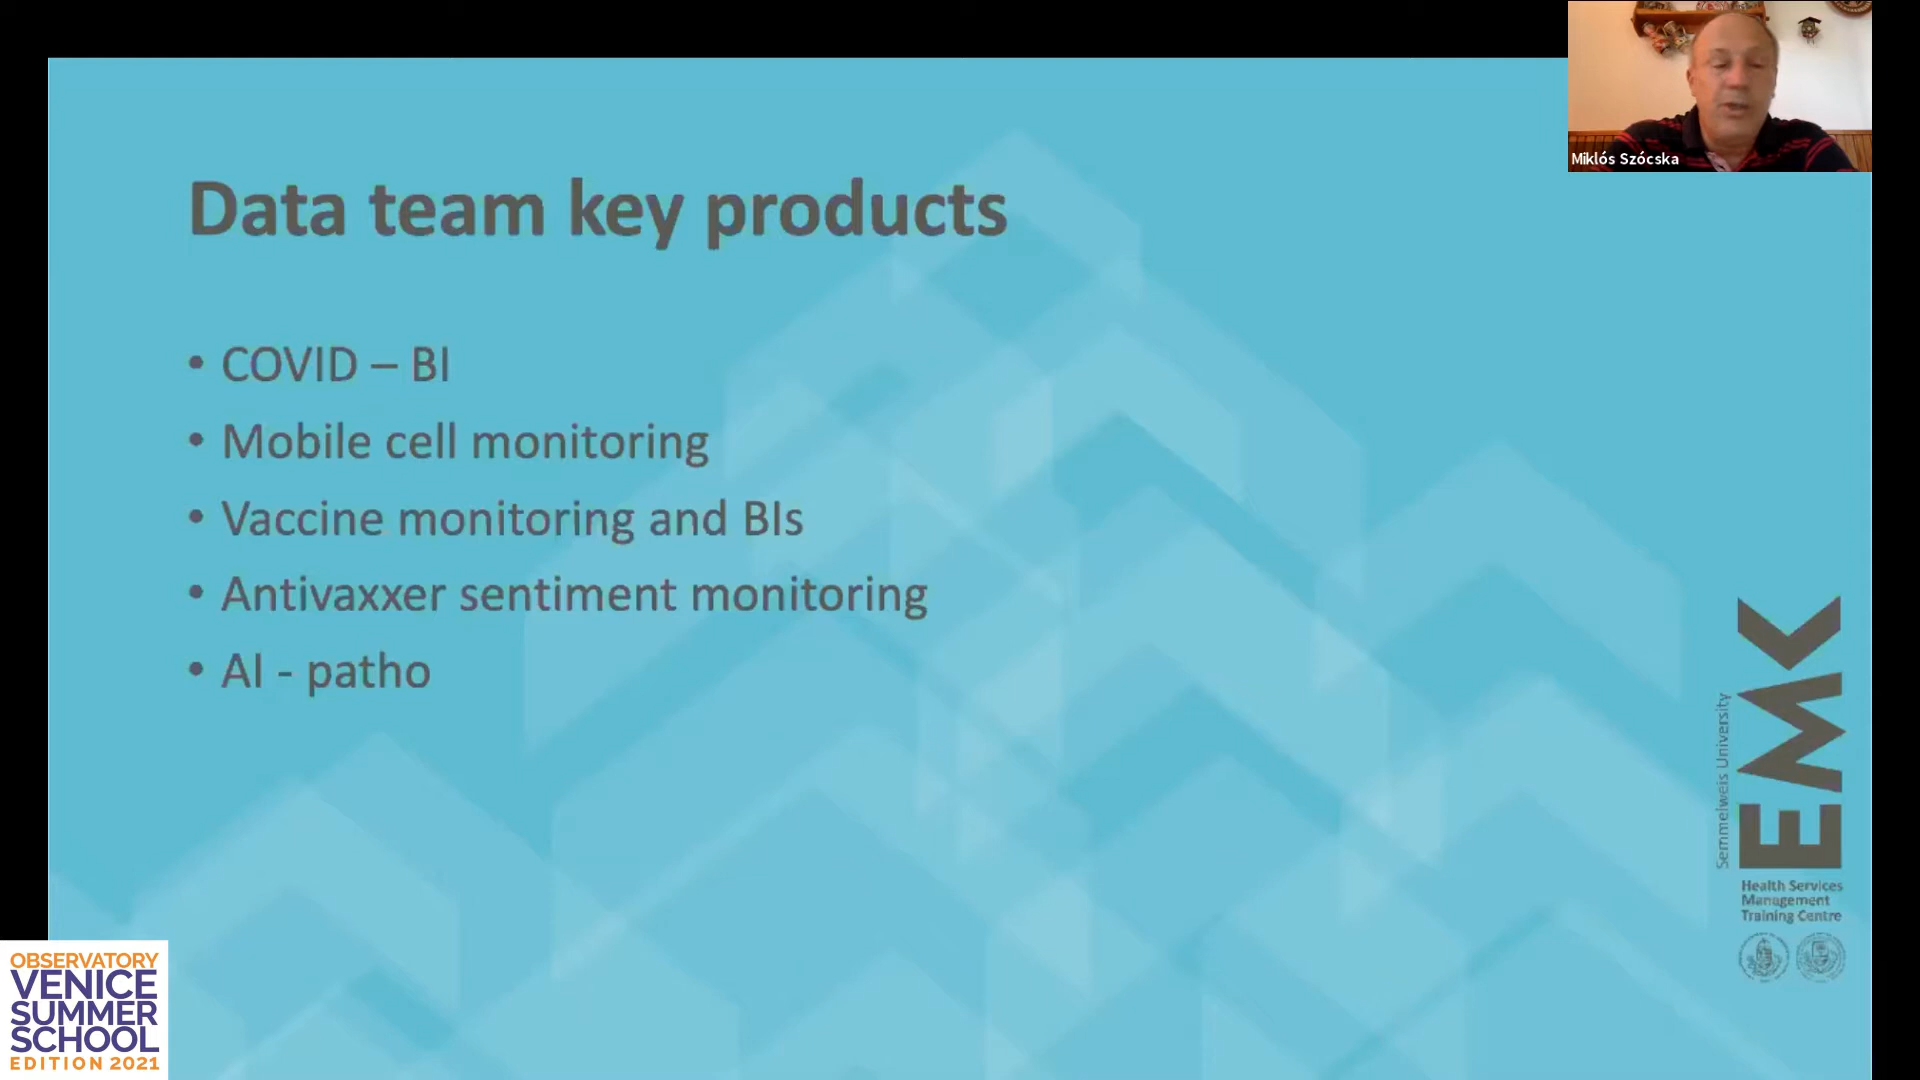 Miklós Szócska
Data team key products
• COVID – BI
• Mobile cell monitoring
• Vaccine monitoring and BIs
• Antivaxxer sentiment monitoring
• AI - patho
Semmelweis University
EMK
Health Services
Management
Training Centre
OBSERVATORY
VENICE
SUMMER
SCHOOL
EDITION 2021